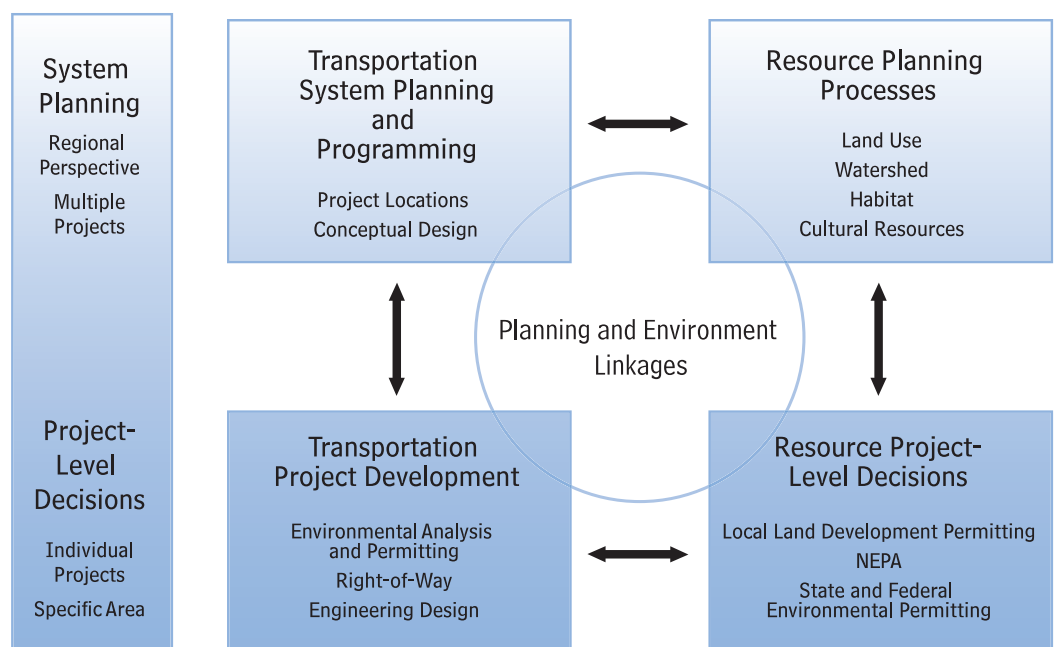 System
Planning
Regional
Perspective
Multiple
Projects
Project-
Level
Decisions
Individual
Projects
Specific Area
Transportation
System Planning
and
Programming
Project Locations
Conceptual Design
Resource Planning
Processes
Land Use
Watershed
Habitat
Cultural Resources
Planning and Environment
Linkages
Transportation
Project Development
Environmental Analysis
and Permitting
Right-of-Way
Engineering Design
Resource Project-
Level Decisions
Local Land Development Permitting
NEPA
State and Federal
Environmental Permitting